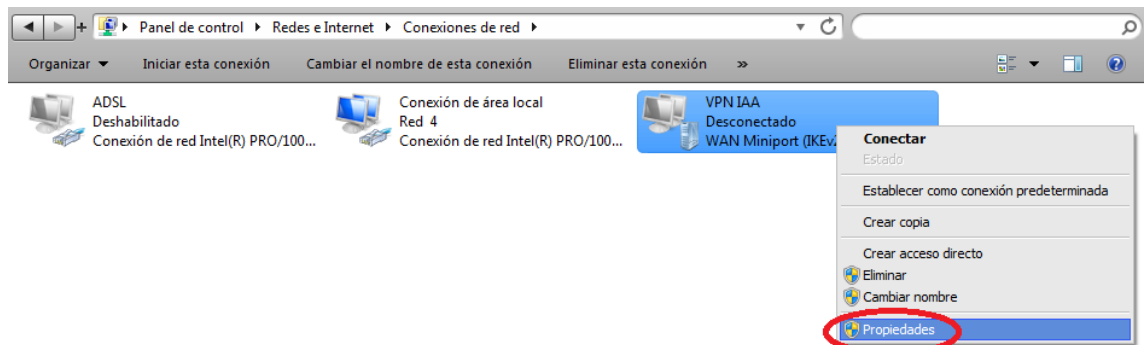 Panel de control ▸ Redes e Internet ▸ Conexiones de red ▸
Organizar Iniciar esta conexión Cambiar el nombre de esta conexión Eliminar esta conexión »
ADSL
Deshabilitado
Conexión de red Intel(R) PRO/100...
Conexión de área local
Red 4
Conexión de red Intel(R) PRO/100...
VPN IAA
Desconectado
WAN Miniport
Conectar
Estado
Establecer como conexión predeterminada
Crear copia
Crear acceso directo
Eliminar
Cambiar nombre
Propiedades